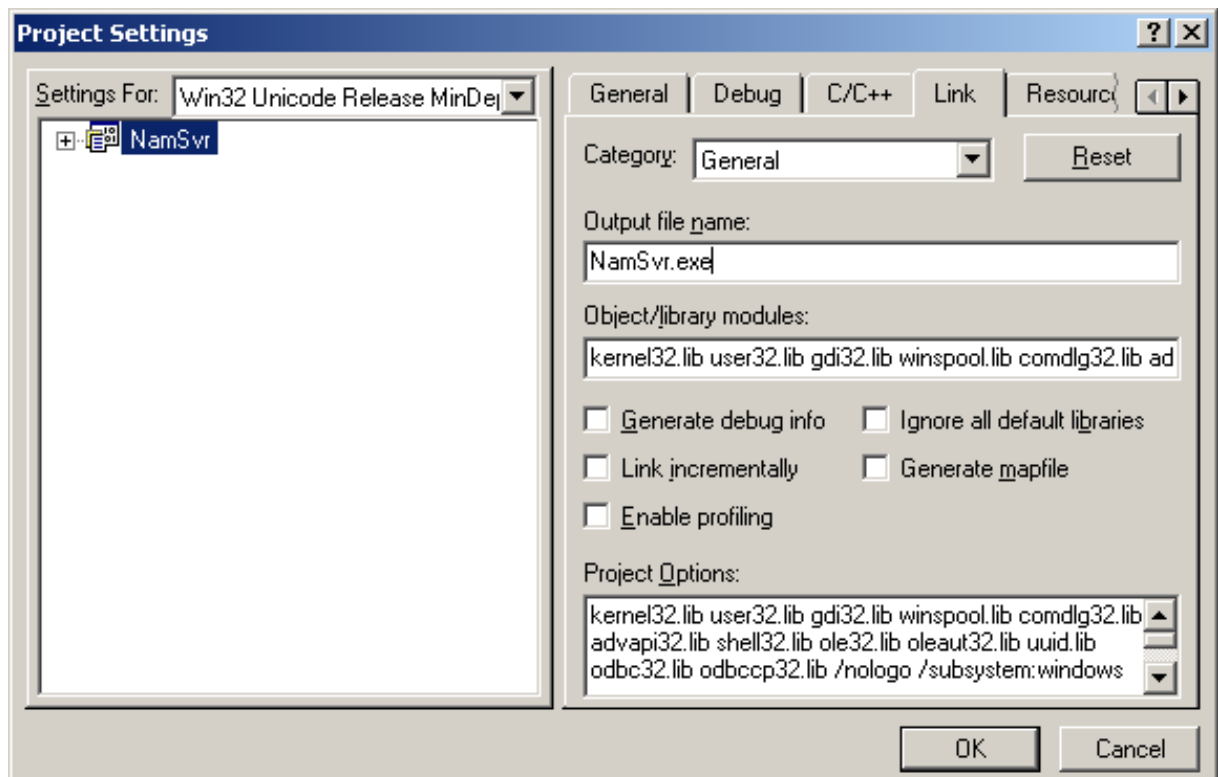 Project Settings
Settings For: Win32 Unicode Release MinDe
NamSvr
General Debug C/C++ Link Resourc
Category: General Reset
Output file name:
NamSvr.exe
Object/library modules:
kernel32.lib user32.lib gdi32.lib winspool.lib comdlg32.lib ad
Generate debug info Ignore all default libraries
Link incrementally Generate mapfile
Enable profiling
Project Options:
kernel32.lib user32.lib gdi32.lib winspool.lib comdlg32.lib
advapi32.lib shell32.lib ole32.lib oleaut32.lib uuid.lib
odbc32.lib odbccp32.lib /nologo /subsystem:windows
OK Cancel